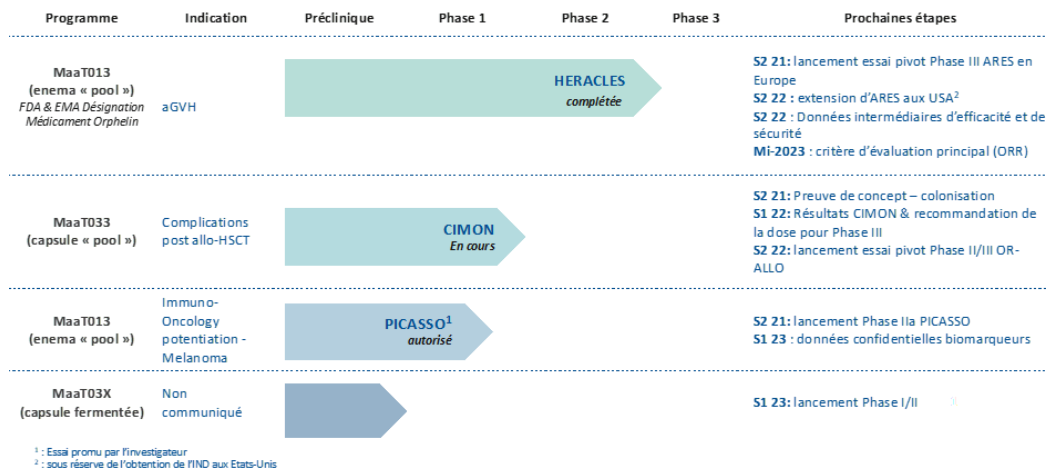 Programme Indication Préclinique Phase 1 Phase 2 Phase 3 Prochaines étapes
MaaT013
(enema « pool »)
FDA & EMA Désignation
Médicament Orphelin
aGVH
HERACLES
complétée
S2 21: lancement essai pivot Phase III ARES en
Europe
S2 22 : extension d'ARES aux USA2
S2 22 : Données intermédiaires d'efficacité et de
sécurité
Mi-2023 : critère d'évaluation principal (ORR)
MaaT033
(capsule « pool »)
Complications
post allo-HSCT
CIMON
En cours
S2 21: Preuve de concept – colonisation
S1 22: Résultats CIMON & recommandation de
la dose pour Phase III
S2 22: lancement essai pivot Phase II/III OR-
ALLO
MaaT013
(enema « pool »)
Immuno-
Oncology
potentiation -
Melanoma
PICASSO1
autorisé
S2 21: lancement Phase IIa PICASSO
S1 23 : données confidentielles biomarqueurs
MaaT03X
(capsule fermentée)
Non
communiqué
S1 23: lancement Phase I/II
1 : Essai promu par l'investigateur
2 : sous réserve de l'obtention de l'IND aux Etats-Unis